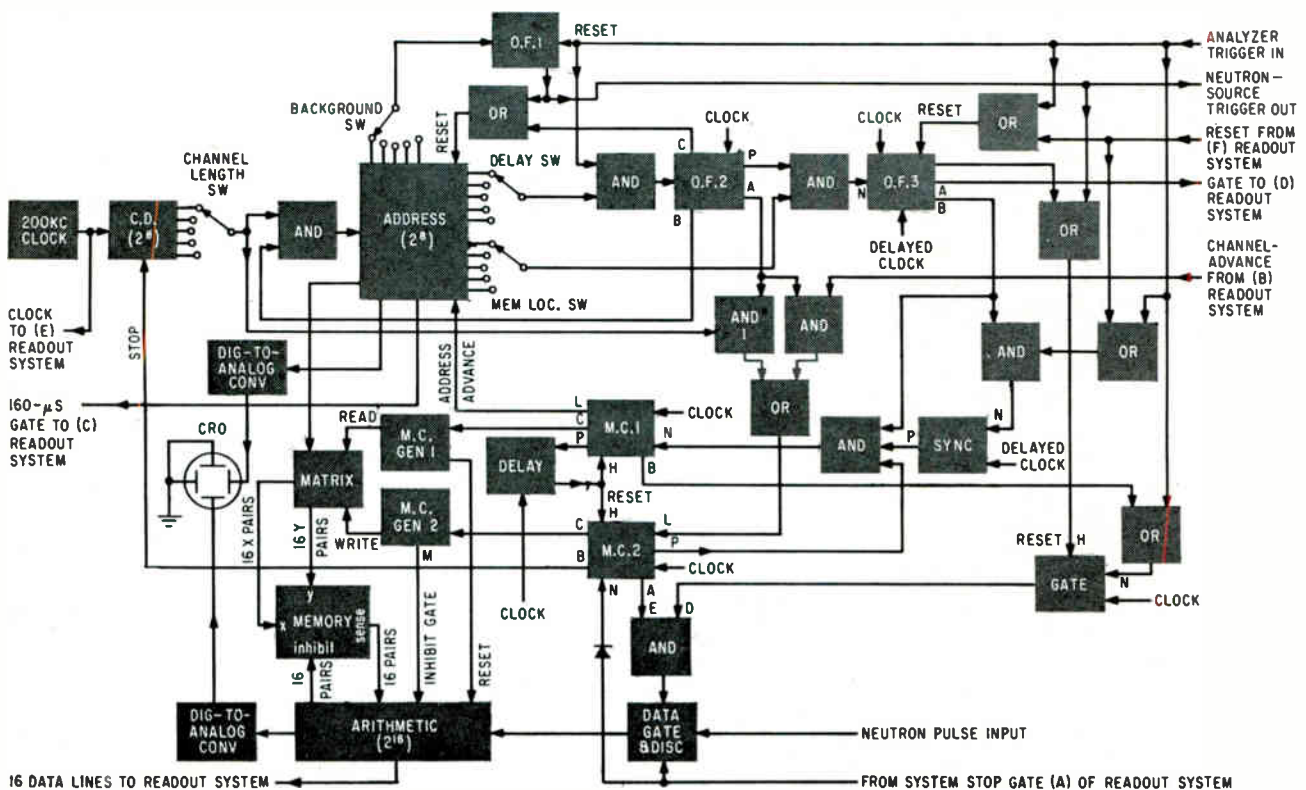 O.F.1
RESET
ANALYZER
TRIGGER IN
NEUTRON-
SOURCE
TRIGGER OUT
RESET FROM
(F) READOUT
SYSTEM
GATE TO (D)
READOUT
SYSTEM
CHANNEL-
ADVANCE
FROM (B)
READOUT
SYSTEM
BACKGROUND
SW
OR
RESET
CLOCK
CLOCK
RESET
OR
CHANNEL
LENGTH
SW
DELAY SW
AND
C
O.F.2
P
A
B
AND
N
O.F.3
A
B
OR
200KC
CLOCK
C.D.
(2⁸)
AND
ADDRESS
(2⁸)
DELAYED
CLOCK
MEM LOC. SW
CLOCK
TO (E)
READOUT
SYSTEM
STOP
DIG-TO-
ANALOG
CONV
ADDRESS
ADVANCE
AND
1
AND
AND
OR
160-μS
GATE TO (C)
READOUT
SYSTEM
CRO
READ
M.C.
GEN 1
L
C
P
M.C.1
CLOCK
N
B
H
OR
AND
P
SYNC
N
DELAYED
CLOCK
MATRIX
DELAY
RESET
16 X PAIRS
16 Y
PAIRS
WRITE
M.C.
GEN 2
M
H
C
B
M.C.2
L
P
CLOCK
N
A
E
D
CLOCK
OR
RESET
H
GATE
N
CLOCK
y
x
MEMORY
sense
inhibit
16
PAIRS
16 PAIRS
INHIBIT GATE
RESET
AND
DIG-TO-
ANALOG
CONV
ARITHMETIC
(2¹⁶)
DATA
GATE
&DISC
NEUTRON PULSE INPUT
16 DATA LINES TO READOUT SYSTEM
FROM SYSTEM STOP GATE (A) OF READOUT SYSTEM